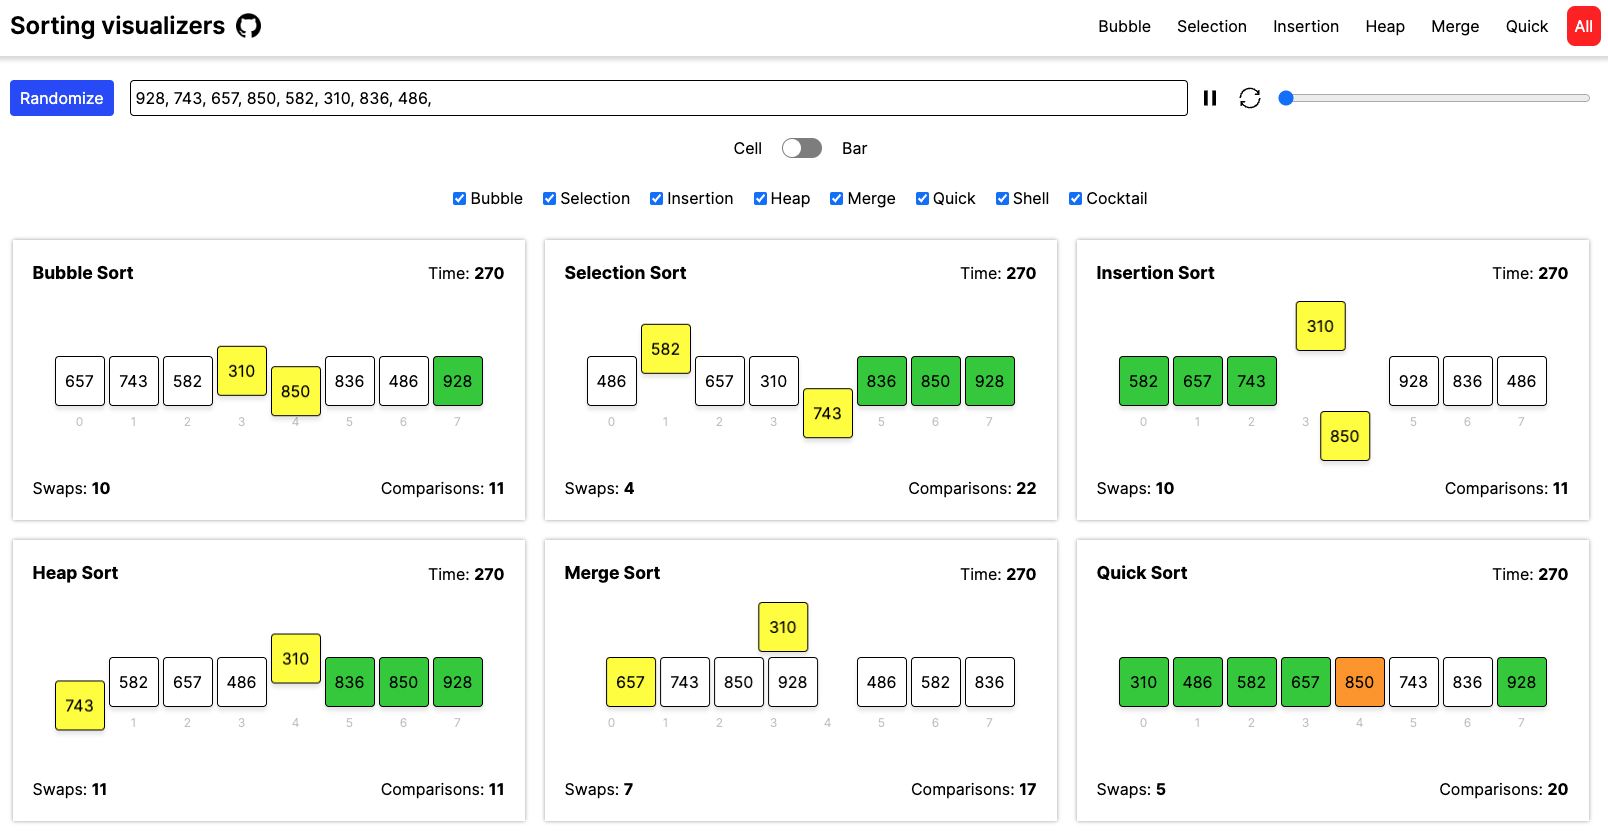 Sorting visualizers
Bubble Selection Insertion Heap Merge Quick All
Randomize 928, 743, 657, 850, 582, 310, 836, 486,
Cell Bar
Bubble Selection Insertion Heap Merge Quick Shell Cocktail
Bubble Sort Time: 270
657 743 582 310 850 836 486 928
0 1 2 3 4 5 6 7
Swaps: 10 Comparisons: 11
Selection Sort Time: 270
486 582 657 310 743 836 850 928
0 1 2 3 5 6 7
Swaps: 4 Comparisons: 22
Insertion Sort Time: 270
310
582 657 743 928 836 486
0 1 2 3 5 6 7
850
Swaps: 10 Comparisons: 11
Heap Sort Time: 270
743 582 657 486 310 836 850 928
1 2 3 4 5 6 7
Swaps: 11 Comparisons: 11
Merge Sort Time: 270
310
657 743 850 928 486 582 836
0 1 2 3 4 5 6 7
Swaps: 7 Comparisons: 17
Quick Sort Time: 270
310 486 582 657 850 743 836 928
0 1 2 3 4 5 6 7
Swaps: 5 Comparisons: 20